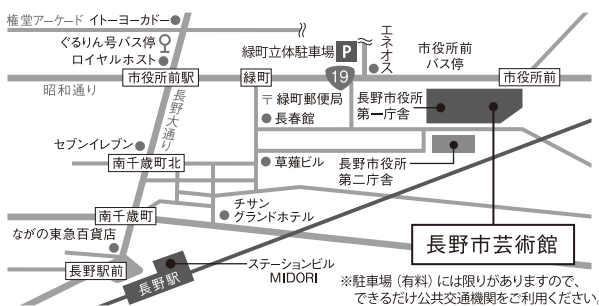 権堂アーケード
イトーヨーカドー
ぐるりん号バス停
ロイヤルホスト
市役所前駅
昭和通り
長野大通り
緑町立体駐車場
P
19
エネオス
市役所前
バス停
緑町
市役所前
〒緑町郵便局
長春館
長野市役所
第一庁舎
セブンイレブン
南千歳町北
草薙ビル
長野市役所
第二庁舎
南千歳町
チサン
グランドホテル
ながの東急百貨店
長野駅前
長野駅
ステーションビル
MIDORI
長野市芸術館
※駐車場（有料）には限りがありますので、
できるだけ公共交通機関をご利用ください。